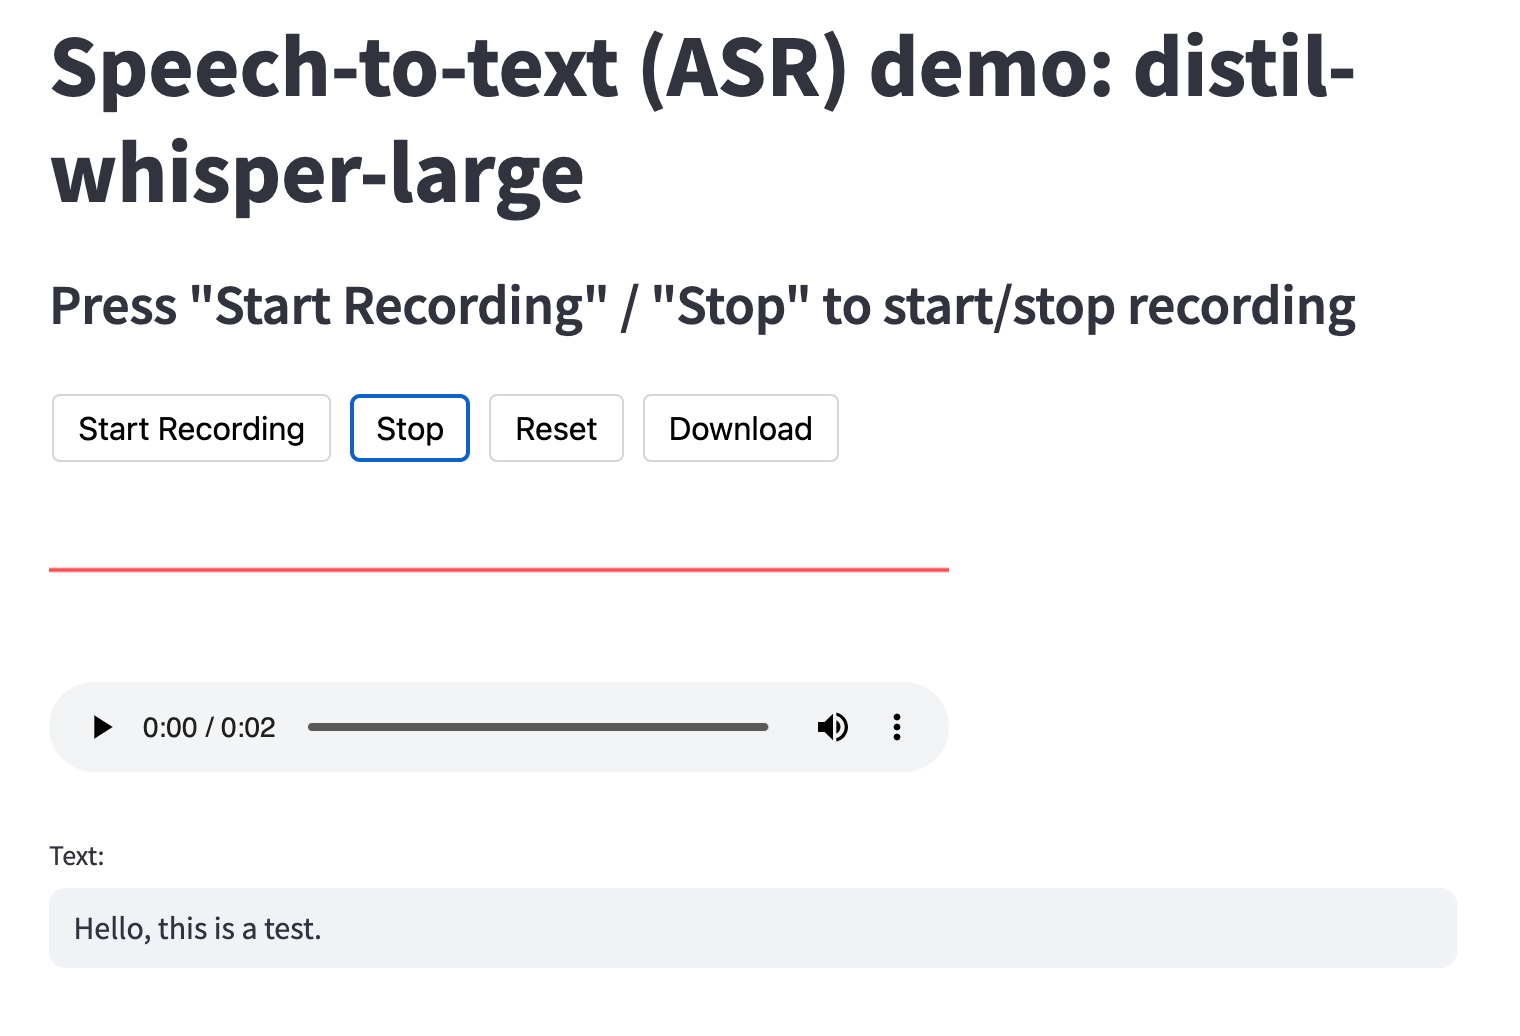 Speech-to-text (ASR) demo: distil-
whisper-large
Press "Start Recording" / "Stop" to start/stop recording
Start Recording Stop Reset Download
0:00 / 0:02
Text:
Hello, this is a test.